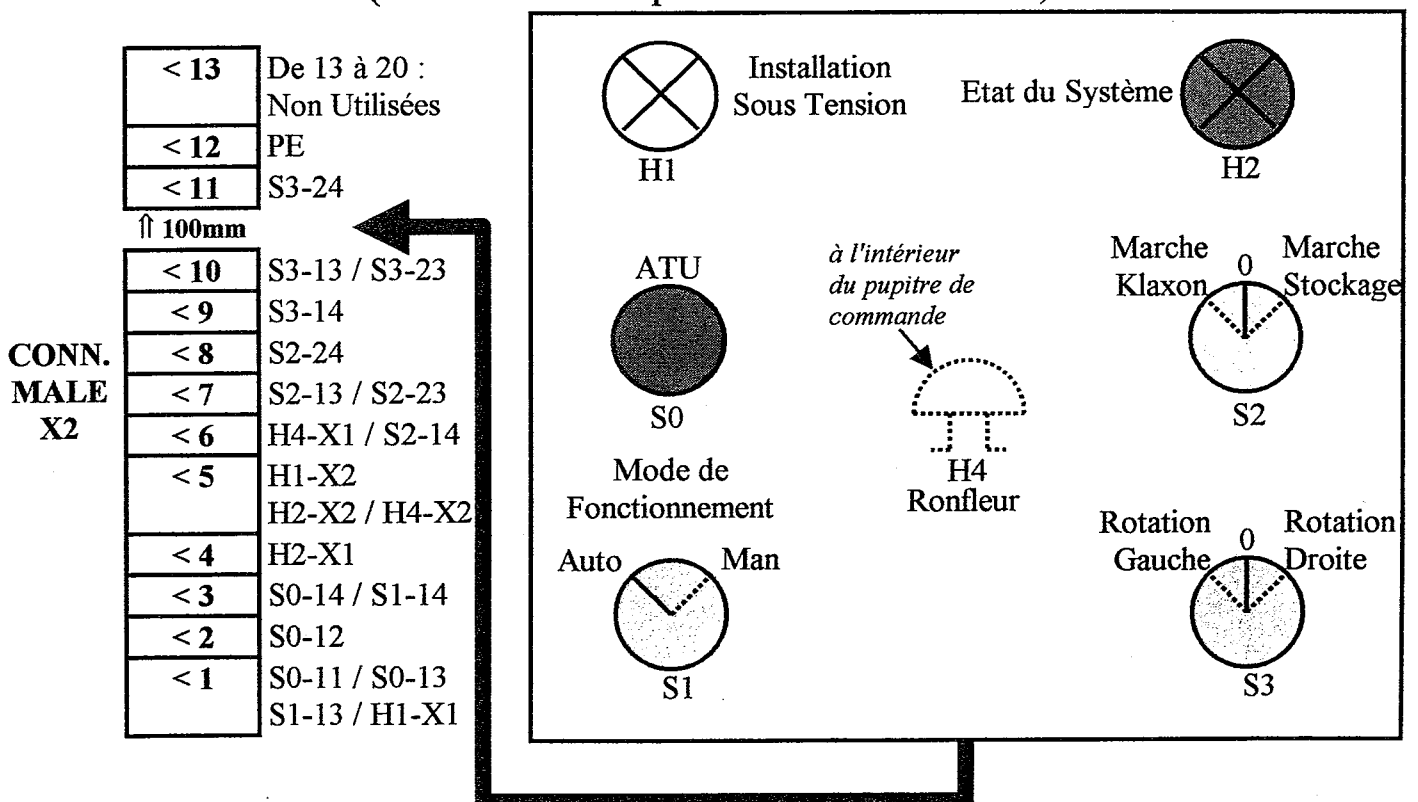 < 13 De 13 à 20 :
Non Utilisées
< 12 PE
< 11 S3-24
⇑ 100mm
< 10 S3-13 / S3-23
< 9 S3-14
< 8 S2-24
< 7 S2-13 / S2-23
< 6 H4-X1 / S2-14
< 5 H1-X2
H2-X2 / H4-X2
< 4 H2-X1
< 3 S0-14 / S1-14
< 2 S0-12
< 1 S0-11 / S0-13
S1-13 / H1-X1
CONN.
MALE
X2
Installation
Sous Tension
H1
Etat du Système
H2
ATU
S0
à l'intérieur
du pupitre de
commande
H4
Ronfleur
Marche
Klaxon
0
Marche
Stockage
S2
Mode de
Fonctionnement
Auto
Man
S1
Rotation
Gauche
0
Rotation
Droite
S3